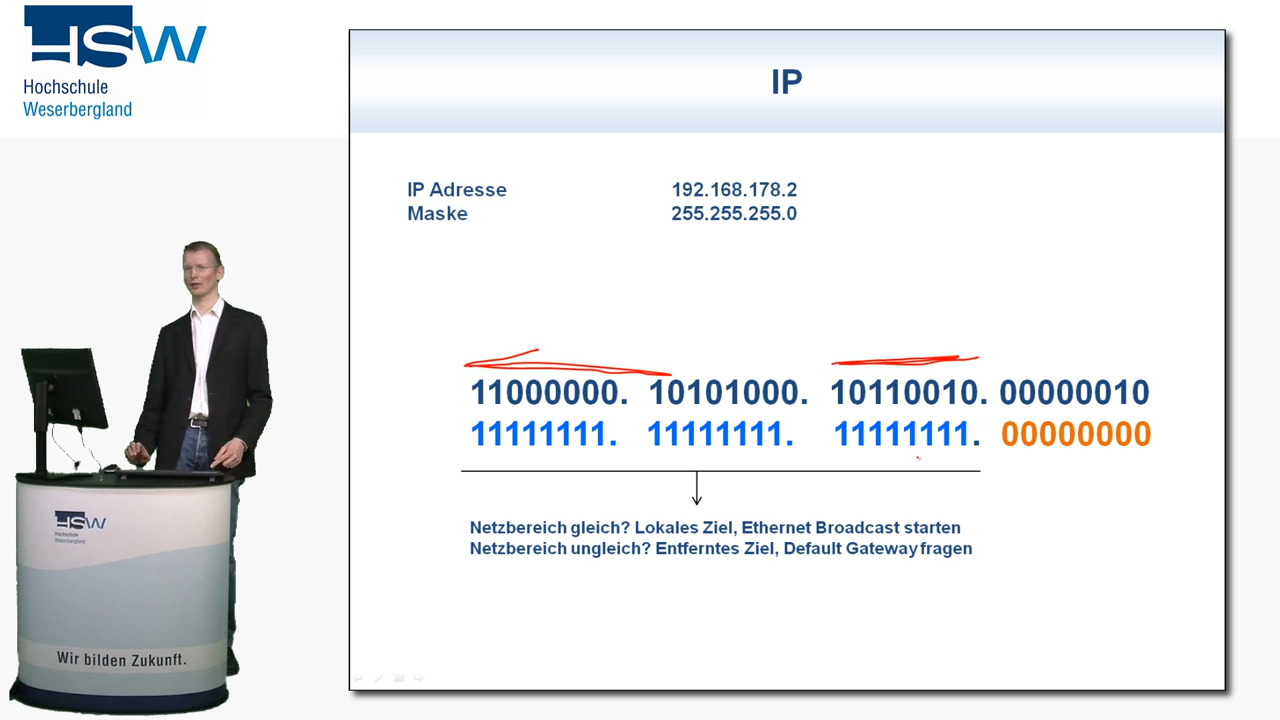 HSW
Hochschule
Weserbergland
IP
IP Adresse 192.168.178.2
Maske 255.255.255.0
11000000. 10101000. 10110010. 00000010
11111111. 11111111. 11111111. 00000000
Netzbereich gleich? Lokales Ziel, Ethernet Broadcast starten
Netzbereich ungleich? Entferntes Ziel, Default Gateway fragen
HSW
Hochschule
Weserbergland
Wir bilden Zukunft.